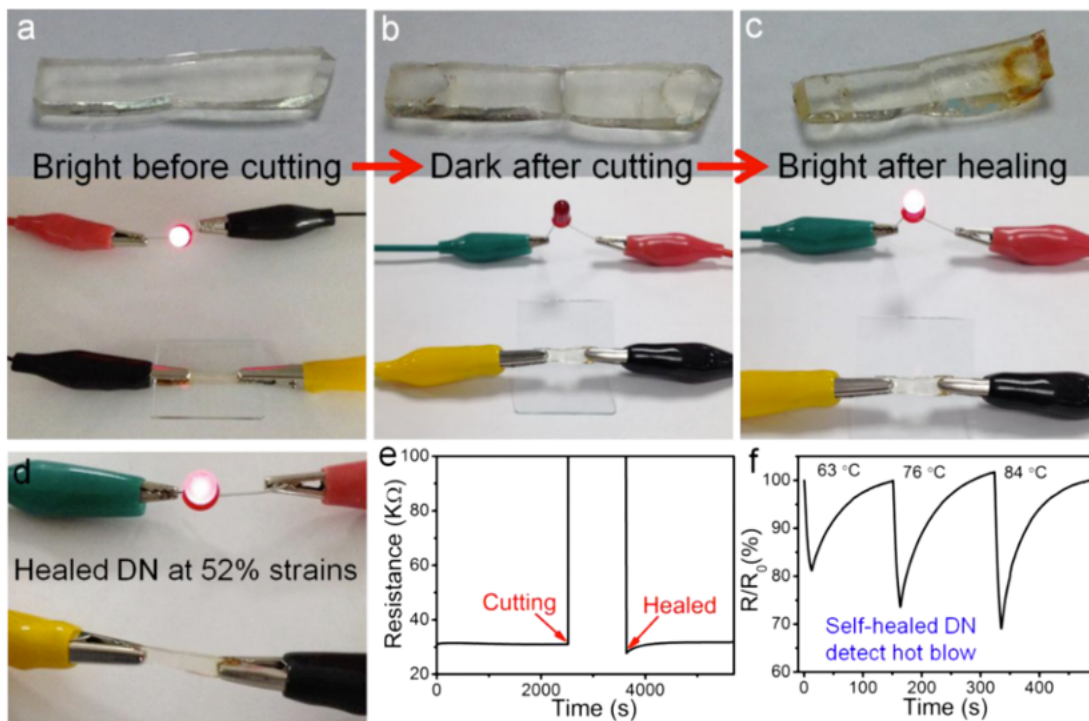 a
b
c
Bright before cutting
Dark after cutting
Bright after healing
d
Healed DN at 52% strains
e
Resistance (KΩ)
100
80
60
40
20
Cutting
Healed
0
2000
4000
Time (s)
f
R/R₀(%)
100
90
80
70
60
63 °C
76 °C
84 °C
Self-healed DN
detect hot blow
0
100
200
300
400
Time (s)